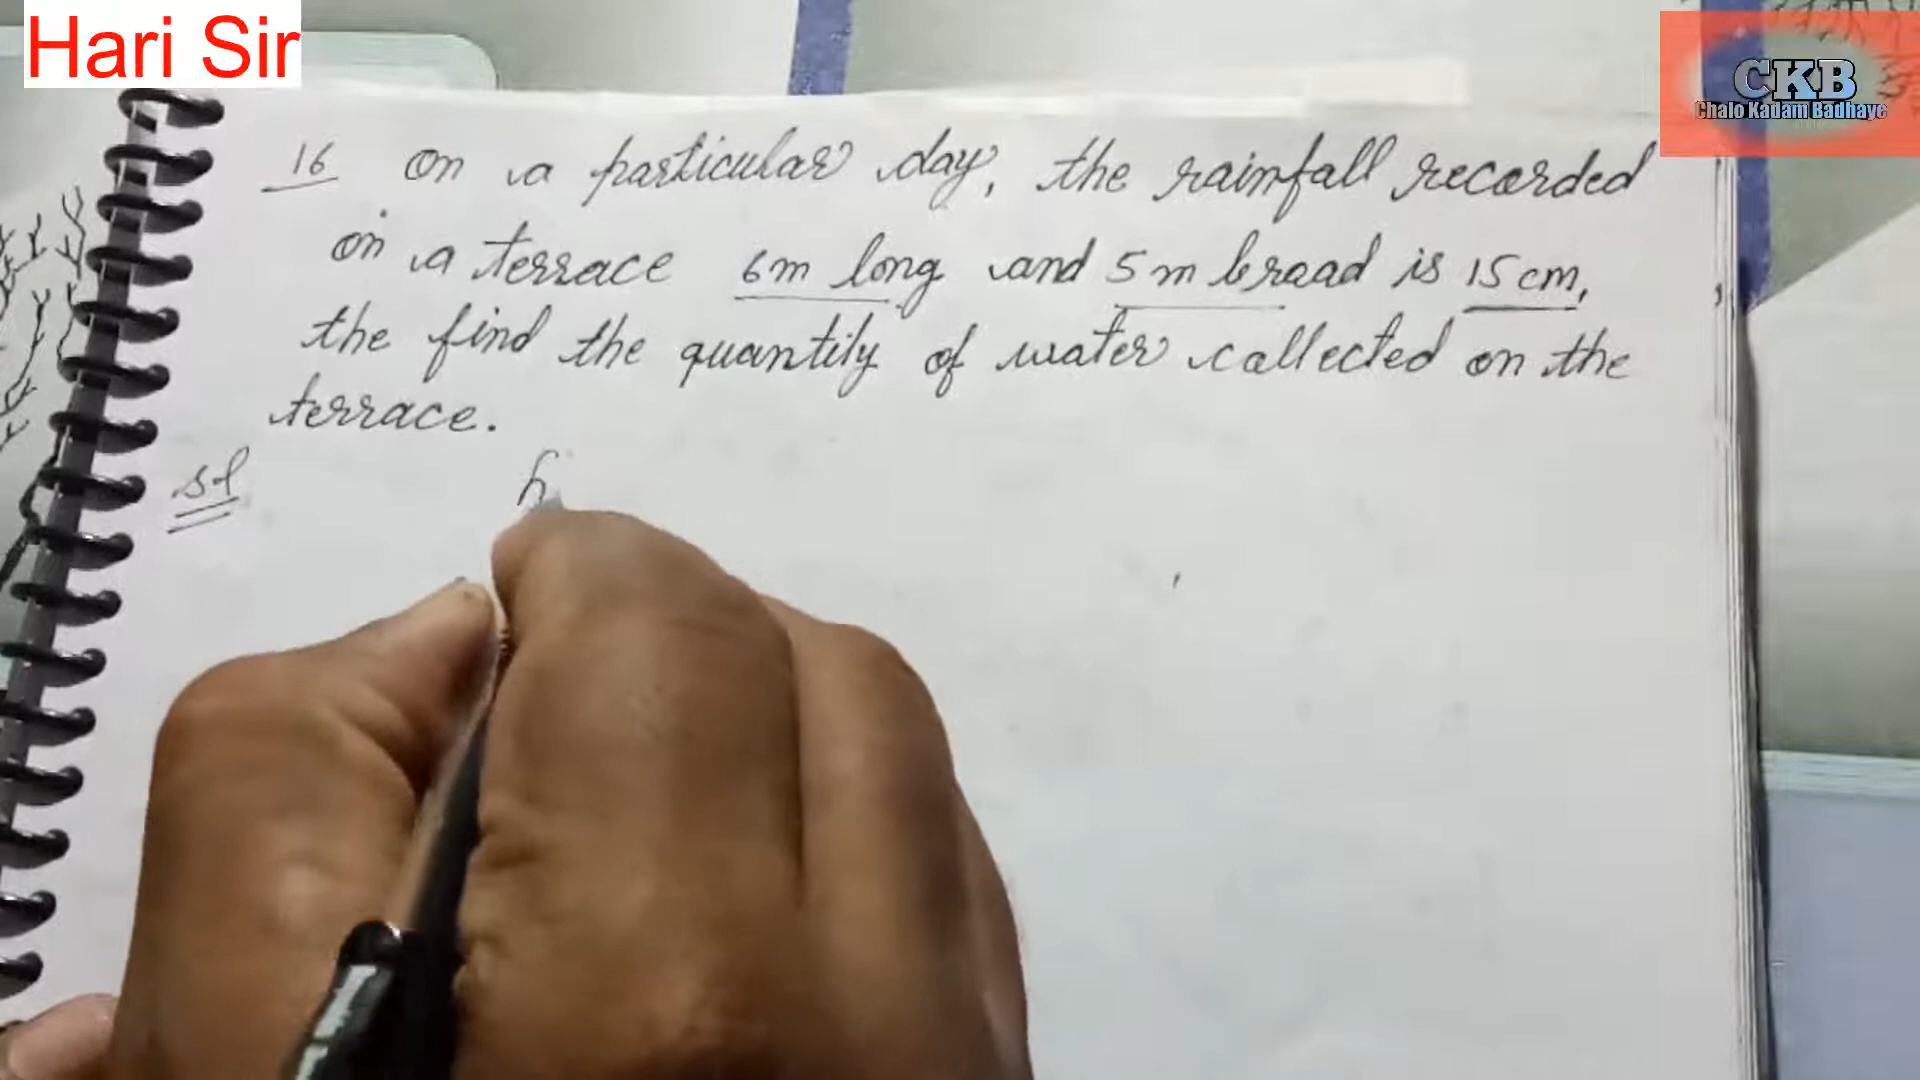 Hari Sir
CKB
Chalo Kadam Badhaye
16 on a particular day, the rainfall recorded
on a terrace 6m long and 5m broad is 15cm,
the find the quantity of water collected on the
terrace.
sol
h